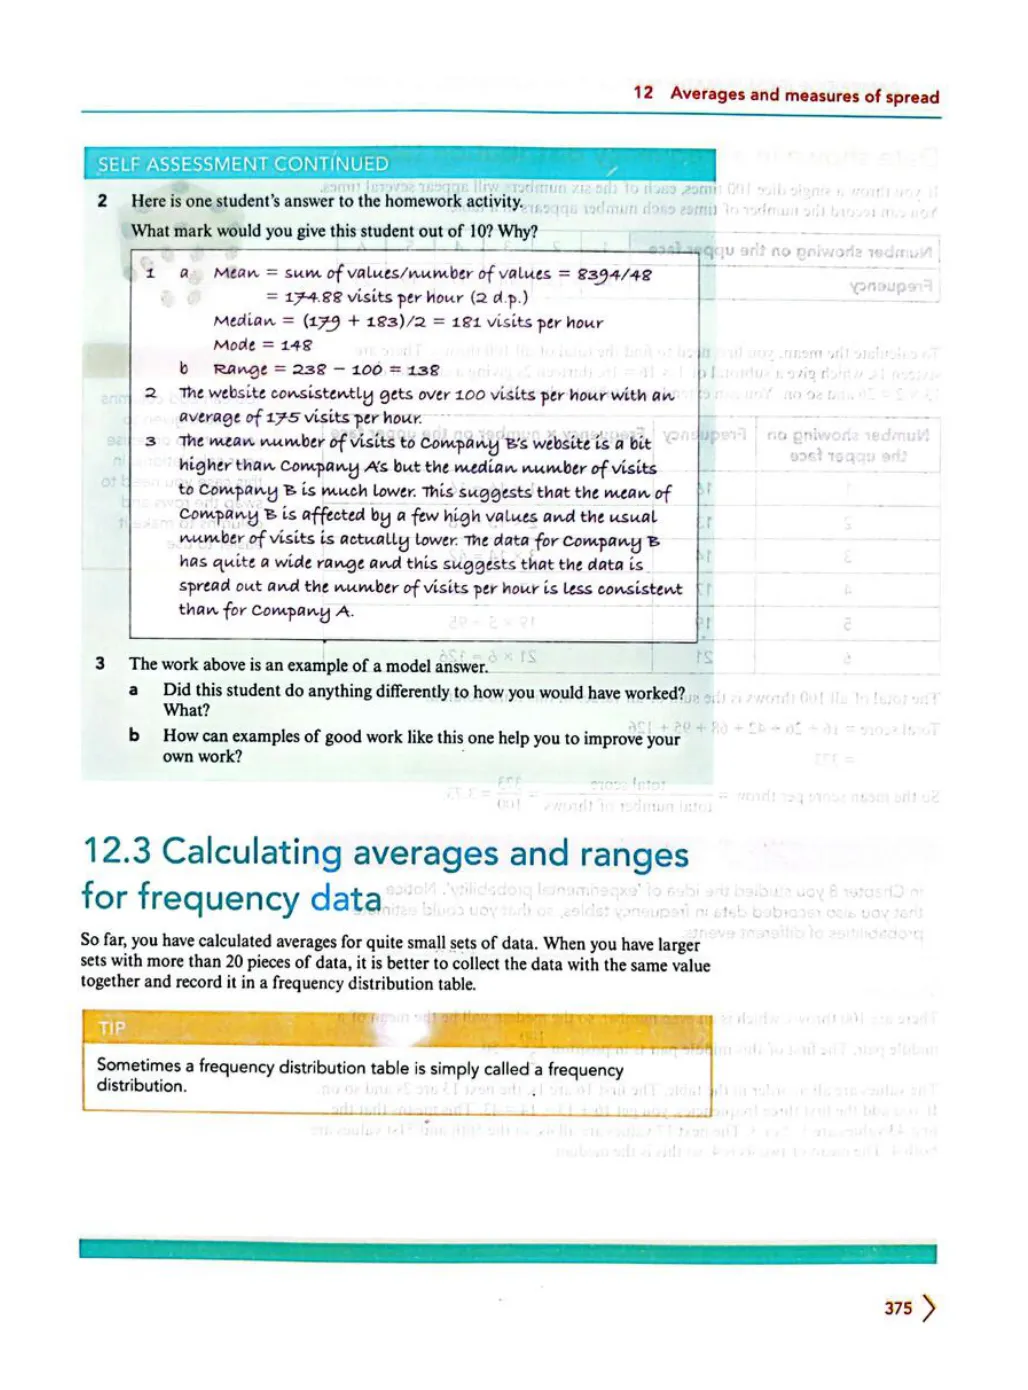 12 Averages and measures of spread
SELF ASSESSMENT CONTINUED
2 Here is one student's answer to the homework activity.
What mark would you give this student out of 10? Why?
1 a Mean = sum of values/number of values = 8394/48
= 174.88 visits per hour (2 d.p.)
Median = (179 + 183)/2 = 181 visits per hour
Mode = 148
b Range = 238 − 100 = 138
2 The website consistently gets over 100 visits per hour with an
average of 175 visits per hour.
3 The mean number of visits to Company B's website is a bit
higher than Company A's but the median number of visits
to Company B is much lower. This suggests that the mean of
Company B is affected by a few high values and the usual
number of visits is actually lower. The data for Company B
has quite a wide range and this suggests that the data is
spread out and the number of visits per hour is less consistent
than for Company A.
3 The work above is an example of a model answer.
a Did this student do anything differently to how you would have worked?
What?
b How can examples of good work like this one help you to improve your
own work?
12.3 Calculating averages and ranges
for frequency data
So far, you have calculated averages for quite small sets of data. When you have larger
sets with more than 20 pieces of data, it is better to collect the data with the same value
together and record it in a frequency distribution table.
TIP
Sometimes a frequency distribution table is simply called a frequency
distribution.
375